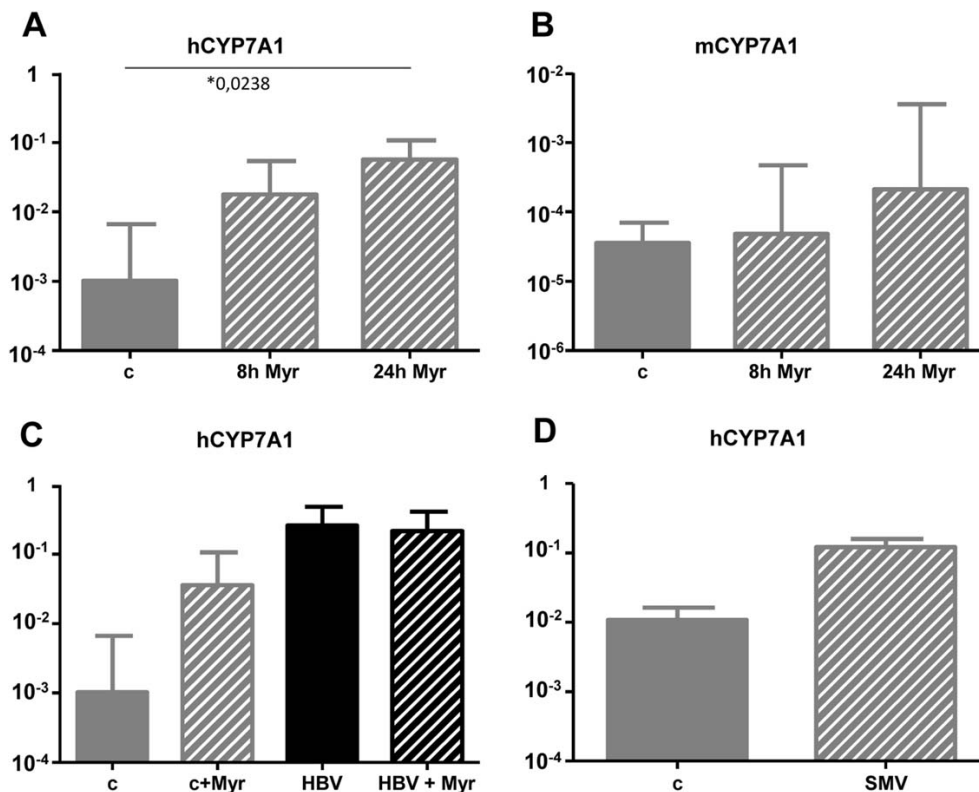 A
hCYP7A1
*0,0238
1
10⁻¹
10⁻²
10⁻³
10⁻⁴
c
8h Myr
24h Myr
B
mCYP7A1
10⁻²
10⁻³
10⁻⁴
10⁻⁵
10⁻⁶
c
8h Myr
24h Myr
C
hCYP7A1
1
10⁻¹
10⁻²
10⁻³
10⁻⁴
c
c+Myr
HBV
HBV + Myr
D
hCYP7A1
1
10⁻¹
10⁻²
10⁻³
10⁻⁴
c
SMV